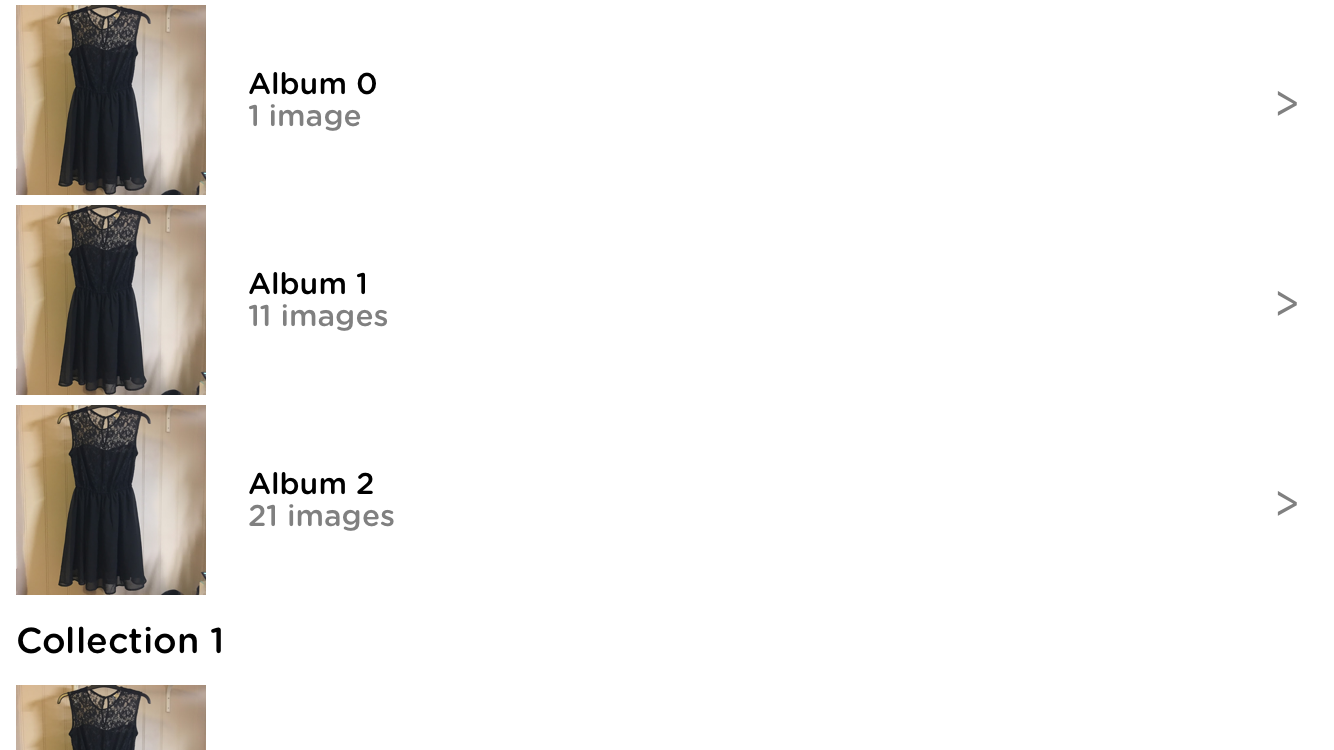 Album 0
1 image
>
Album 1
11 images
>
Album 2
21 images
>
Collection 1